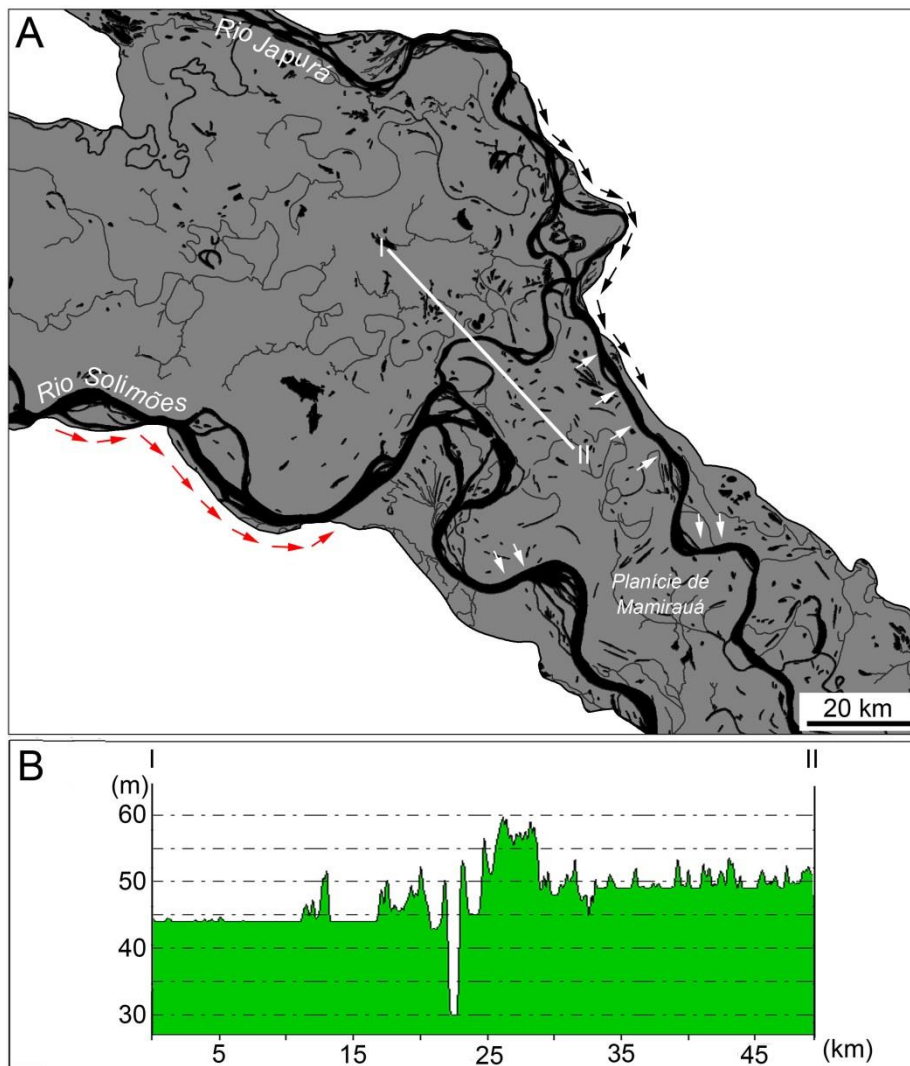 A
Rio Japurá
I
Rio Solimões
II
Planície de
Mamirauá
20 km
B
I
II
(m)
60
50
40
30
5
15
25
35
45
(km)